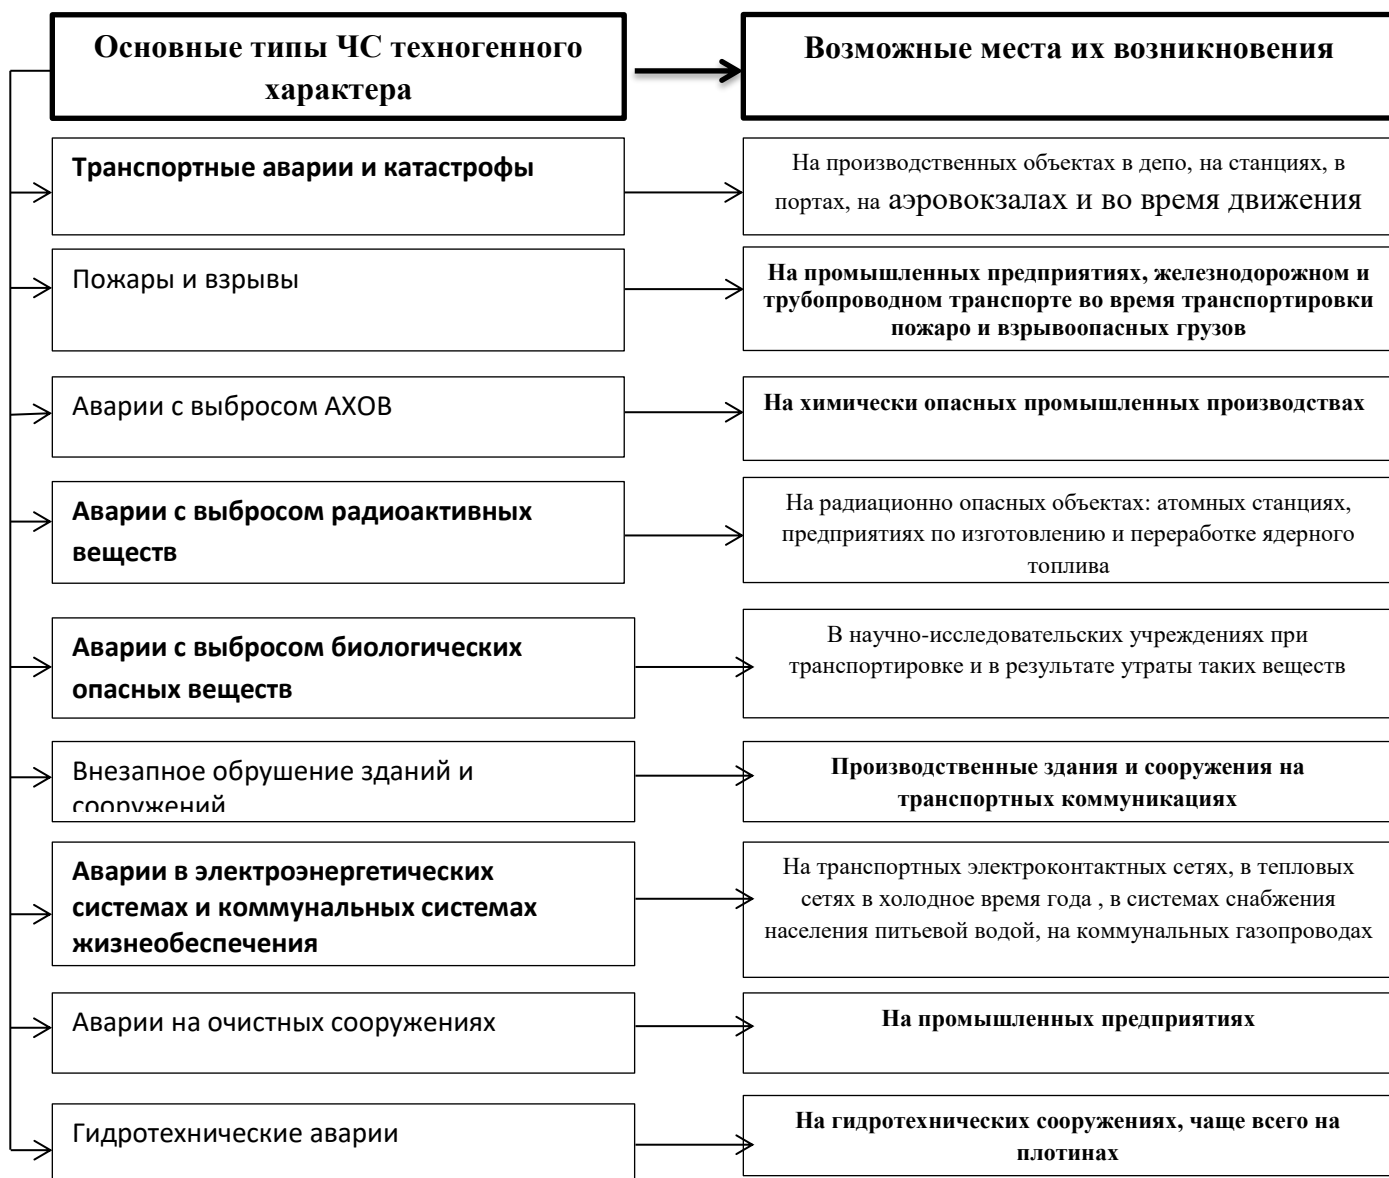 Основные типы ЧС техногенного
характера
Возможные места их возникновения
Транспортные аварии и катастрофы
На производственных объектах в депо, на станциях, в
портах, на аэровокзалах и во время движения
Пожары и взрывы
На промышленных предприятиях, железнодорожном и
трубопроводном транспорте во время транспортировки
пожаро и взрывоопасных грузов
Аварии с выбросом АХОВ
На химически опасных промышленных производствах
Аварии с выбросом радиоактивных
веществ
На радиационно опасных объектах: атомных станциях,
предприятиях по изготовлению и переработке ядерного
топлива
Аварии с выбросом биологических
опасных веществ
В научно-исследовательских учреждениях при
транспортировке и в результате утраты таких веществ
Внезапное обрушение зданий и
сооружений
Производственные здания и сооружения на
транспортных коммуникациях
Аварии в электроэнергетических
системах и коммунальных системах
жизнеобеспечения
На транспортных электроконтактных сетях, в тепловых
сетях в холодное время года , в системах снабжения
населения питьевой водой, на коммунальных газопроводах
Аварии на очистных сооружениях
На промышленных предприятиях
Гидротехнические аварии
На гидротехнических сооружениях, чаще всего на
плотинах